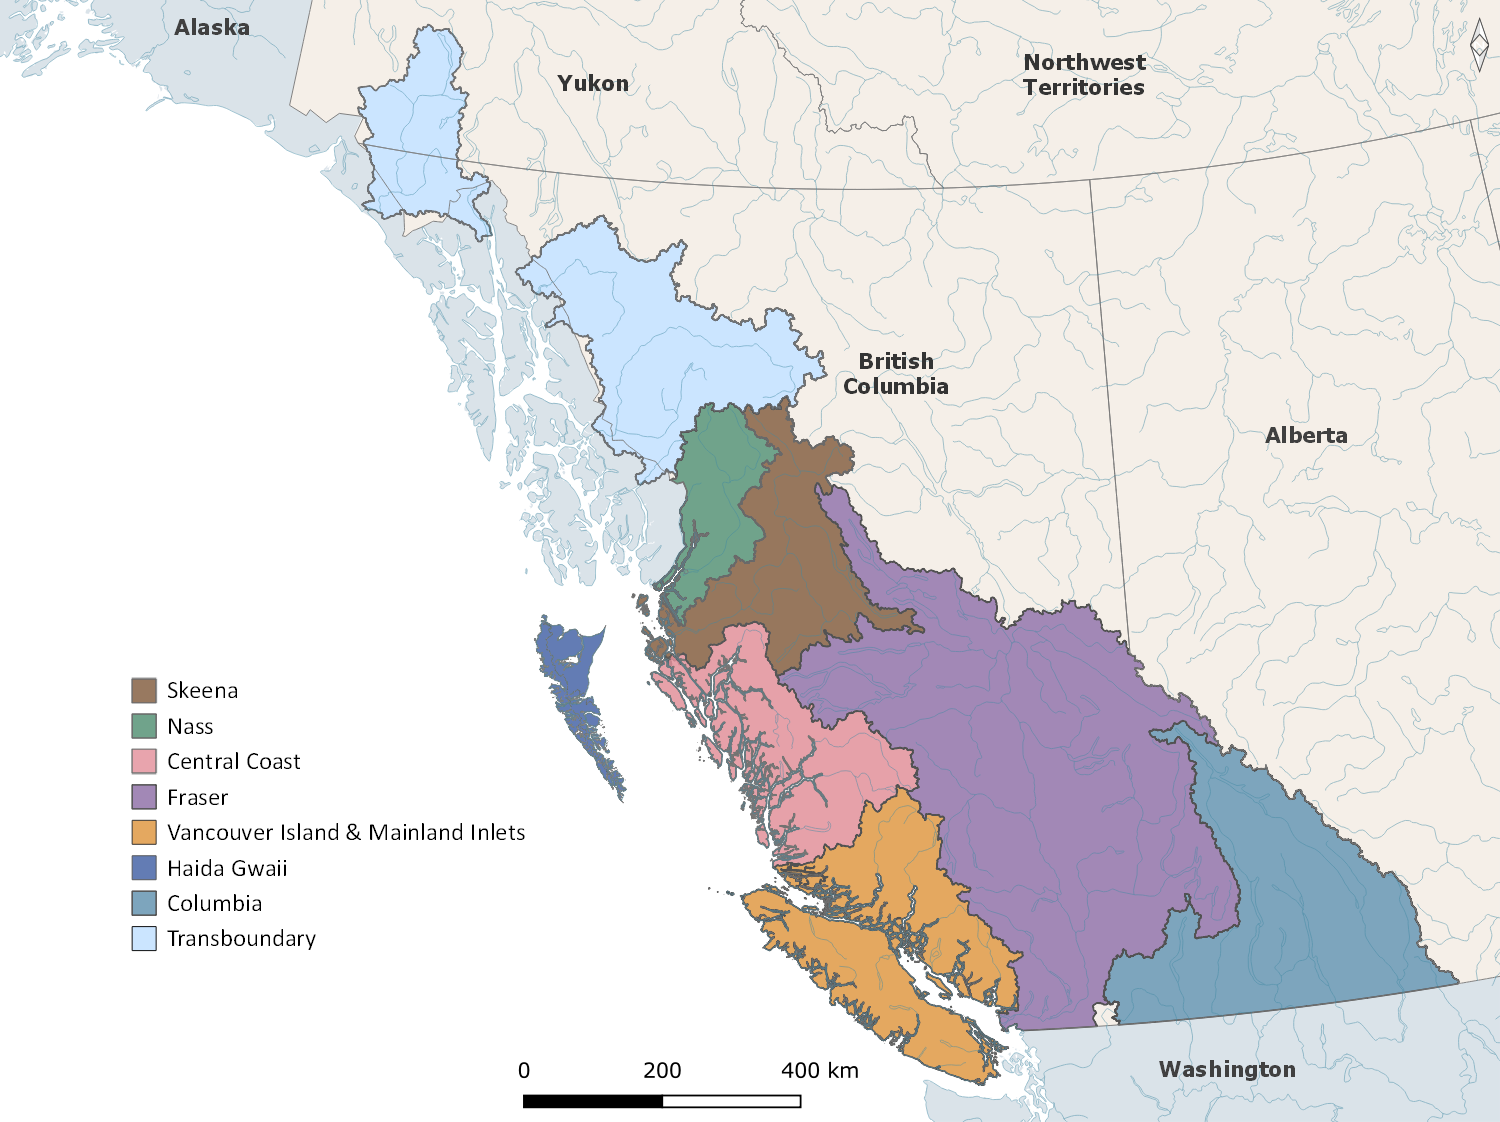 Alaska
Yukon
Northwest
Territories
British
Columbia
Alberta
Skeena
Nass
Central Coast
Fraser
Vancouver Island & Mainland Inlets
Haida Gwaii
Columbia
Transboundary
Washington
0 200 400 km